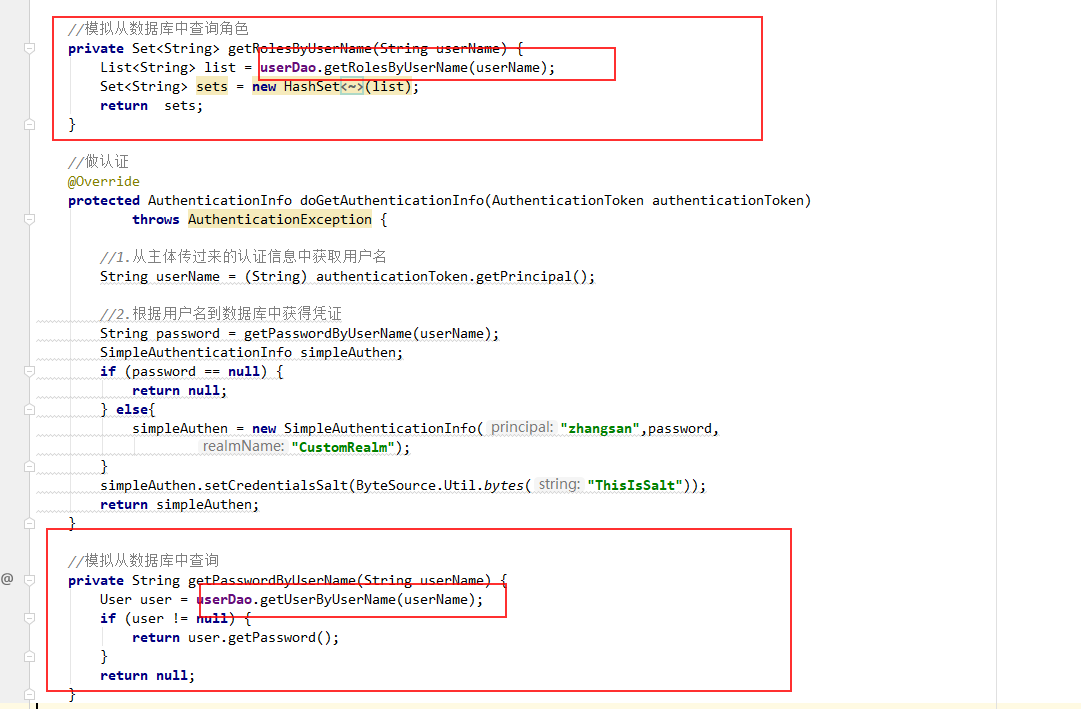 //模拟从数据库中查询角色
private Set<String> getRolesByUserName(String userName) {
List<String> list = userDao.getRolesByUserName(userName);
Set<String> sets = new HashSet<~>(list);
return  sets;
}
//做认证
@Override
protected AuthenticationInfo doGetAuthenticationInfo(AuthenticationToken authenticationToken)
throws AuthenticationException {
//1.从主体传过来的认证信息中获取用户名
String userName = (String) authenticationToken.getPrincipal();
//2.根据用户名到数据库中获得凭证
String password = getPasswordByUserName(userName);
SimpleAuthenticationInfo simpleAuthen;
if (password == null) {
return null;
} else{
simpleAuthen = new SimpleAuthenticationInfo( principal: "zhangsan",password,
realmName: "CustomRealm");
}
simpleAuthen.setCredentialsSalt(ByteSource.Util.bytes( string: "ThisIsSalt"));
return simpleAuthen;
}
//模拟从数据库中查询
@ private String getPasswordByUserName(String userName) {
User user = userDao.getUserByUserName(userName);
if (user != null) {
return user.getPassword();
}
return null;
}